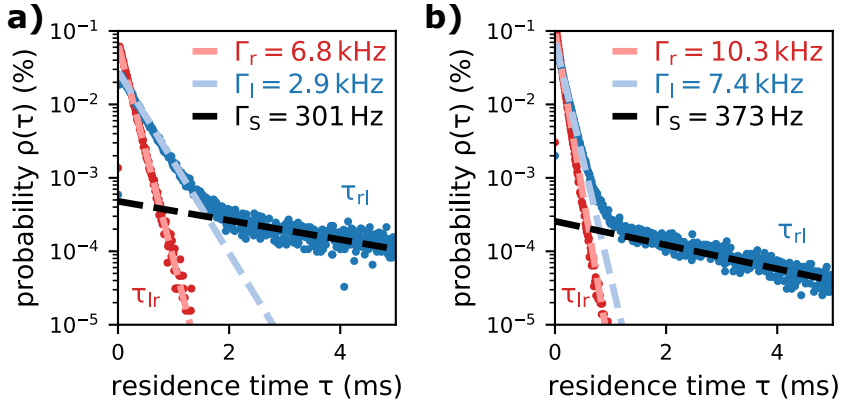 a)
probability ρ(τ) (%)
10⁻¹
10⁻²
10⁻³
10⁻⁴
10⁻⁵
Γᵣ = 6.8 kHz
Γₗ = 2.9 kHz
Γ_S = 301 Hz
τᵣₗ
τₗᵣ
0 2 4
residence time τ (ms)
b)
probability ρ(τ) (%)
10⁻¹
10⁻²
10⁻³
10⁻⁴
10⁻⁵
Γᵣ = 10.3 kHz
Γₗ = 7.4 kHz
Γ_S = 373 Hz
τᵣₗ
τₗᵣ
0 2 4
residence time τ (ms)